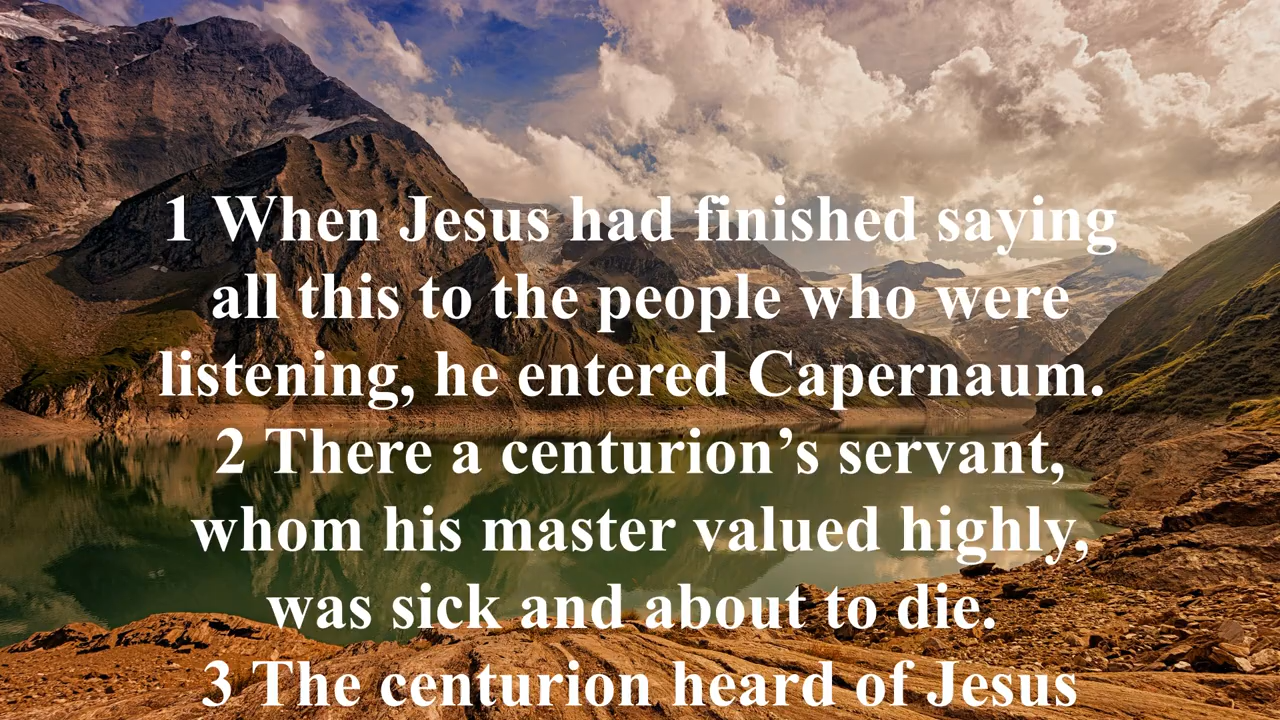 1 When Jesus had finished saying
all this to the people who were
listening, he entered Capernaum.
2 There a centurion’s servant,
whom his master valued highly,
was sick and about to die.
3 The centurion heard of Jesus